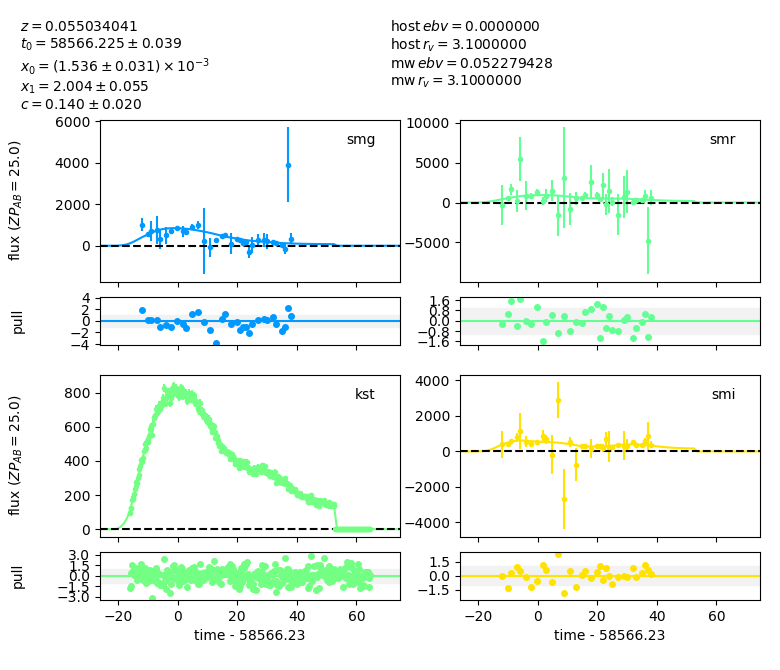 z = 0.055034041
t₀ = 58566.225 ± 0.039
x₀ = (1.536 ± 0.031) × 10⁻³
x₁ = 2.004 ± 0.055
c = 0.140 ± 0.020
host ebv = 0.0000000
host r_v = 3.1000000
mw ebv = 0.052279428
mw r_v = 3.1000000
smg
flux (ZP_AB = 25.0)
6000
4000
2000
0
smr
10000
5000
0
−5000
pull
4
2
1
0
−1
−2
−4
1.6
0.8
0.0
−0.8
−1.6
kst
flux (ZP_AB = 25.0)
800
600
400
200
0
smi
4000
2000
0
−2000
−4000
pull
3.0
1.5
0.0
−1.5
−3.0
1.5
0.0
−1.5
−20 0 20 40 60
time - 58566.23
−20 0 20 40 60
time - 58566.23